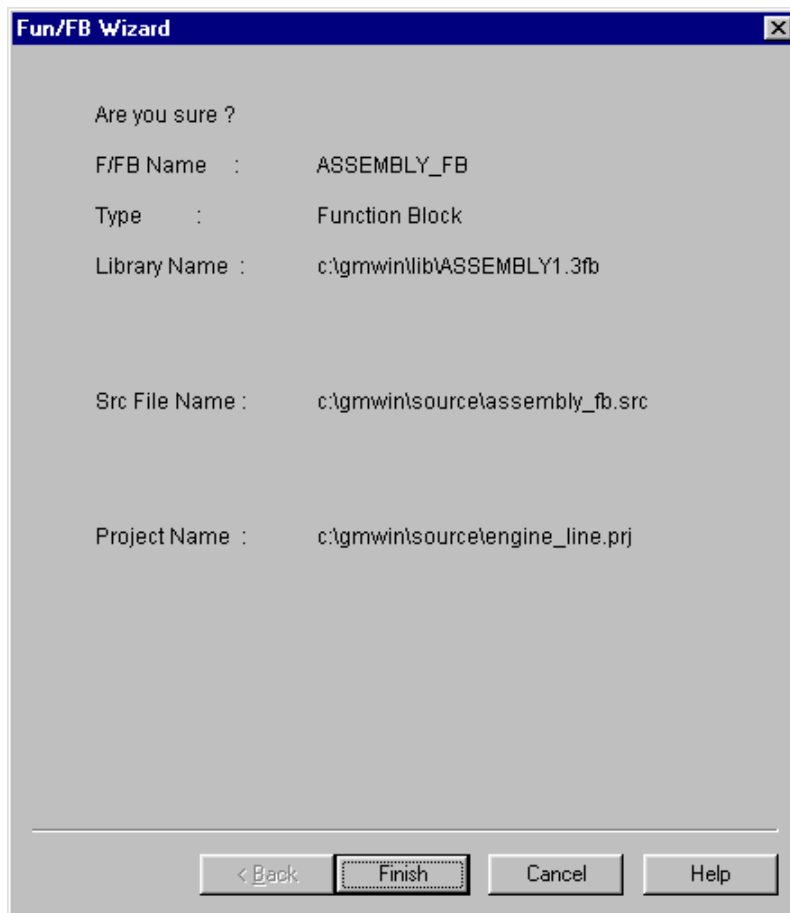 Fun/FB Wizard
Are you sure ?
F/FB Name : ASSEMBLY_FB
Type : Function Block
Library Name : c:\gmwin\lib\ASSEMBLY1.3fb
Src File Name : c:\gmwin\source\assembly_fb.src
Project Name : c:\gmwin\source\engine_line.prj
< Back Finish Cancel Help